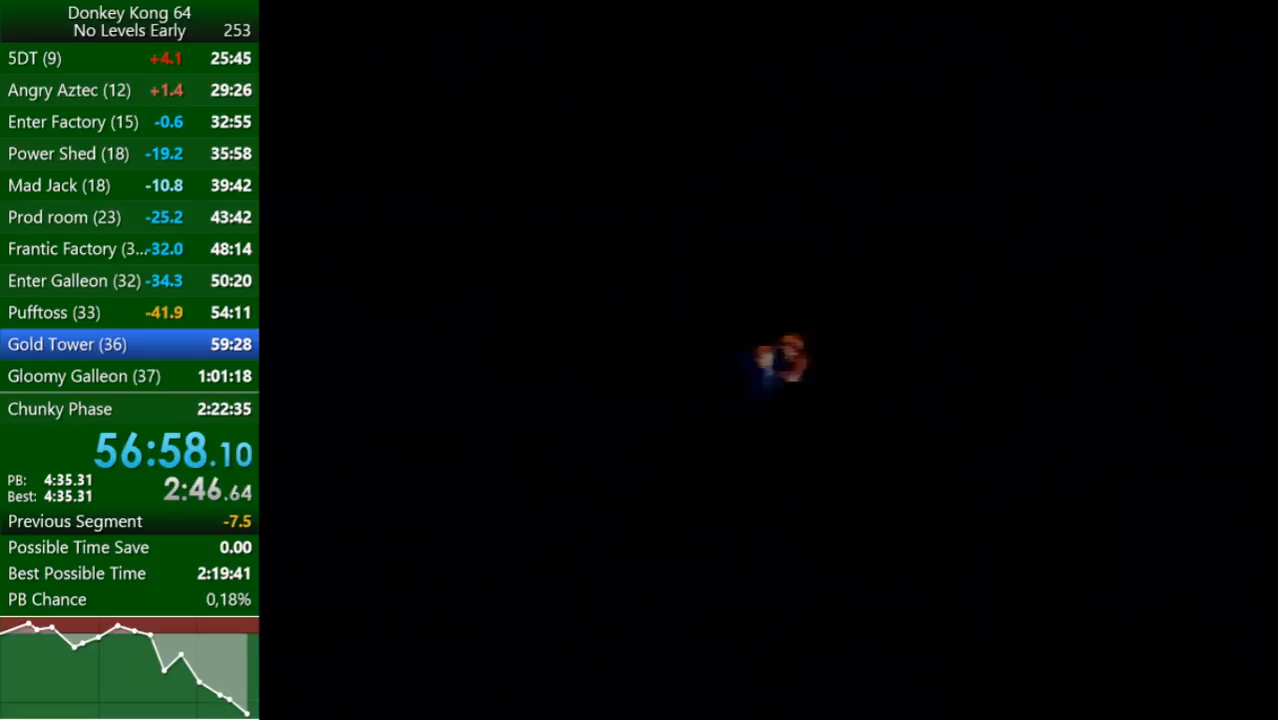 Donkey Kong 64
No Levels Early 253
5DT (9) +4.1 25:45
Angry Aztec (12) +1.4 29:26
Enter Factory (15) -0.6 32:55
Power Shed (18) -19.2 35:58
Mad Jack (18) -10.8 39:42
Prod room (23) -25.2 43:42
Frantic Factory (3... -32.0 48:14
Enter Galleon (32) -34.3 50:20
Pufftoss (33) -41.9 54:11
Gold Tower (36) 59:28
Gloomy Galleon (37) 1:01:18
Chunky Phase 2:22:35
56:58.10
PB: 4:35.31
Best: 4:35.31 2:46.64
Previous Segment -7.5
Possible Time Save 0.00
Best Possible Time 2:19:41
PB Chance 0,18%